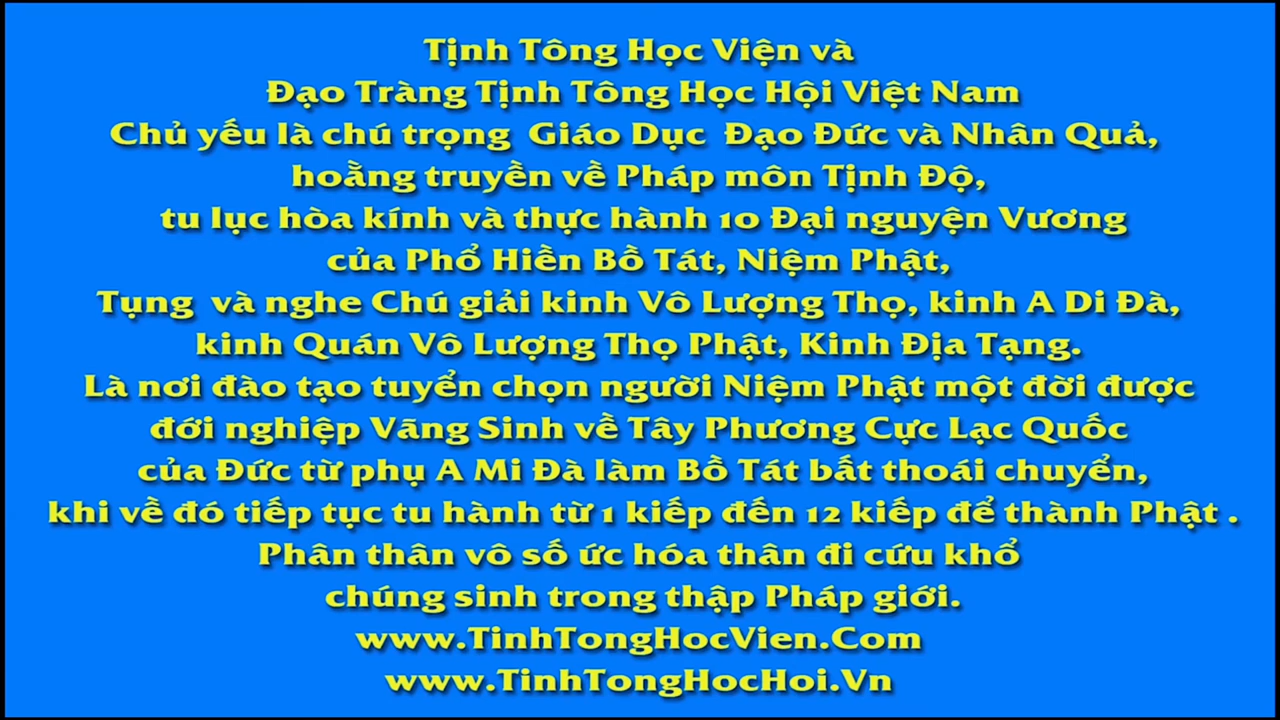 Tịnh Tông Học Viện và
Đạo Tràng Tịnh Tông Học Hội Việt Nam
Chủ yếu là chú trọng Giáo Dục Đạo Đức và Nhân Quả,
hoằng truyền về Pháp môn Tịnh Độ,
tu lục hòa kính và thực hành 10 Đại nguyện Vương
của Phổ Hiền Bồ Tát, Niệm Phật,
Tụng và nghe Chú giải kinh Vô Lượng Thọ, kinh A Di Đà,
kinh Quán Vô Lượng Thọ Phật, Kinh Địa Tạng.
Là nơi đào tạo tuyển chọn người Niệm Phật một đời được
đới nghiệp Vãng Sinh về Tây Phương Cực Lạc Quốc
của Đức từ phụ A Mi Đà làm Bồ Tát bất thoái chuyển,
khi về đó tiếp tục tu hành từ 1 kiếp đến 12 kiếp để thành Phật .
Phân thân vô số ức hóa thân đi cứu khổ
chúng sinh trong thập Pháp giới.
www.TinhTongHocVien.Com
www.TinhTongHocHoi.Vn